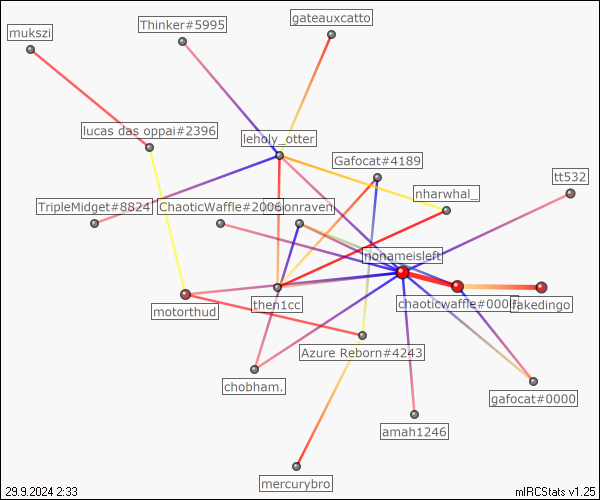 Thinker#5995
gateauxcatto
mukszi
lucas das oppai#2396
leholy_otter
Gafocat#4189
tt532
nharwhal_
TripleMidget#8824
ChaoticWaffle#2006
onraven
nonameisleft
then1cc
chaoticwaffle#000
fakedingo
motorthud
Azure Reborn#4243
chobham.
gafocat#0000
amah1246
mercurybro
29.9.2024 2:33
mIRCStats v1.25